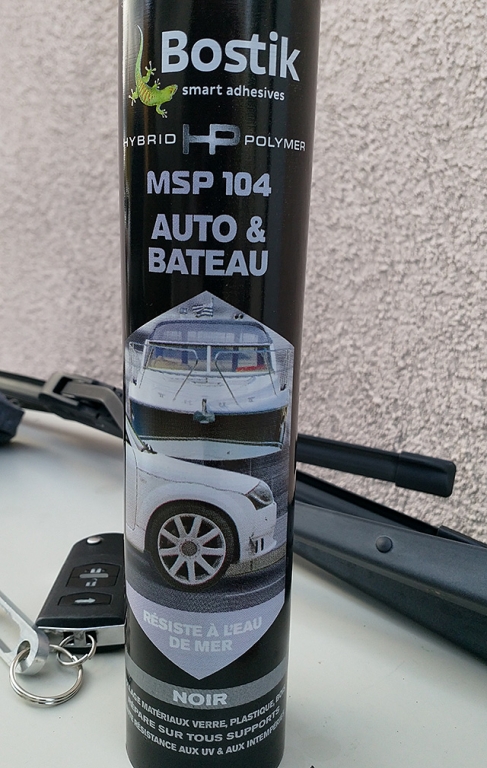 Bostik
smart adhesives
HYBRID HP POLYMER
MSP 104
AUTO &
BATEAU
RÉSISTE À L'EAU
DE MER
NOIR
MATÉRIAUX VERRE, PLASTIQUE,
SUR TOUS SUPPORTS
RÉSISTANCE AUX UV & AUX